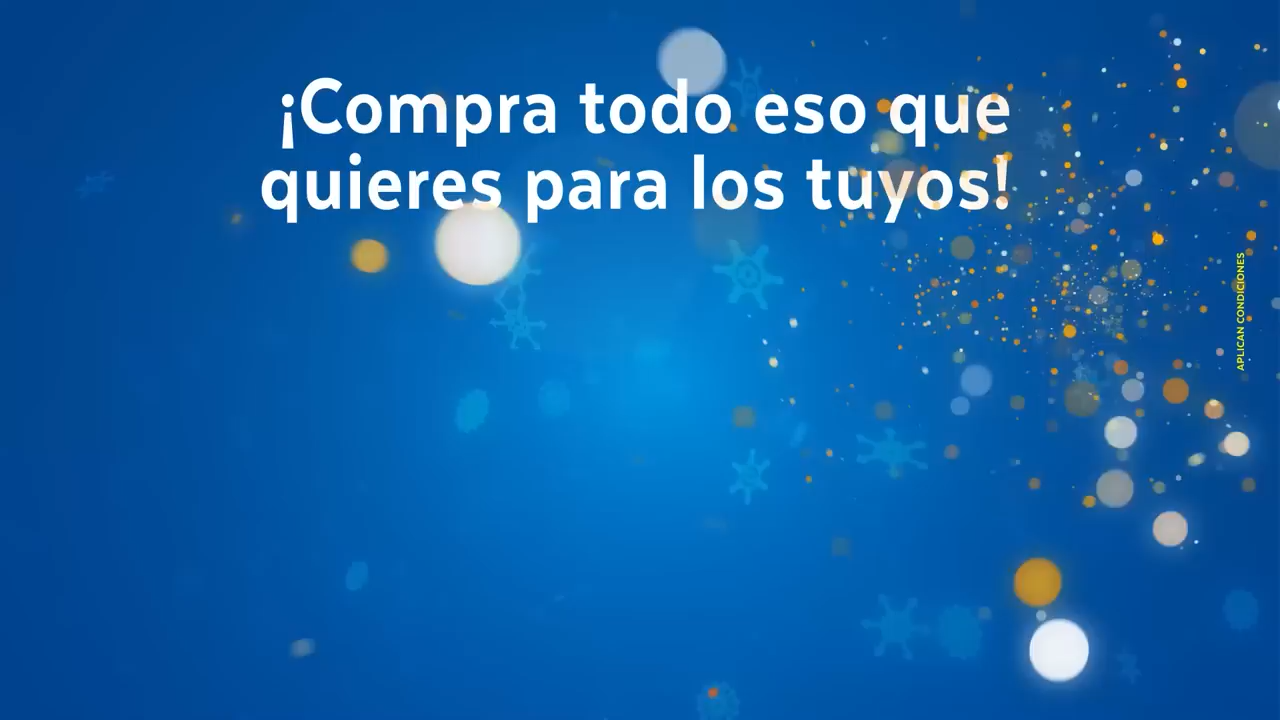 ¡Compra todo eso que
quieres para los tuyos!
APLICAN CONDICIONES